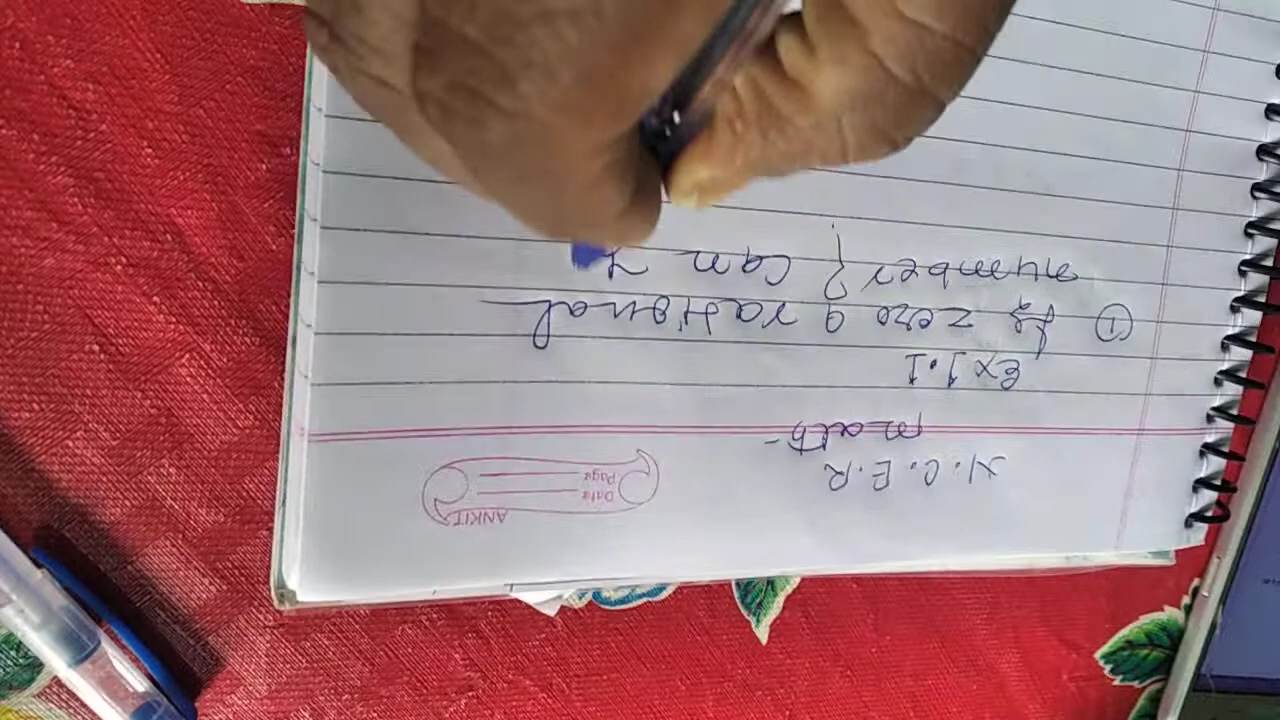 ANKIT
Date
Page
N. C. E. R
math-
Ex 1.1
① Is zero a rational
number? Can y